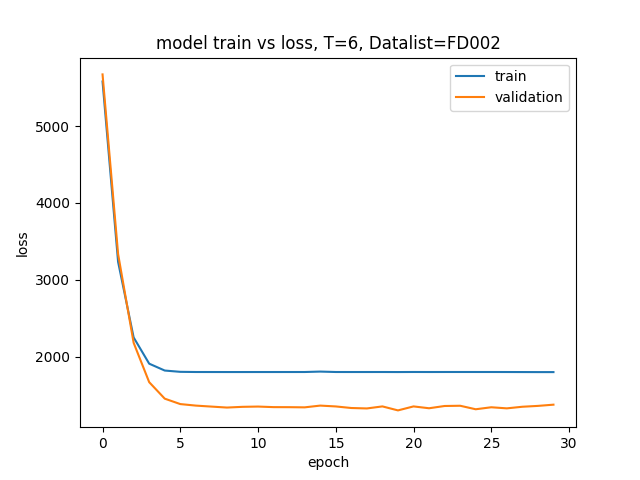 model train vs loss, T=6, Datalist=FD002
train
validation
5000
4000
3000
2000
loss
0 5 10 15 20 25 30
epoch